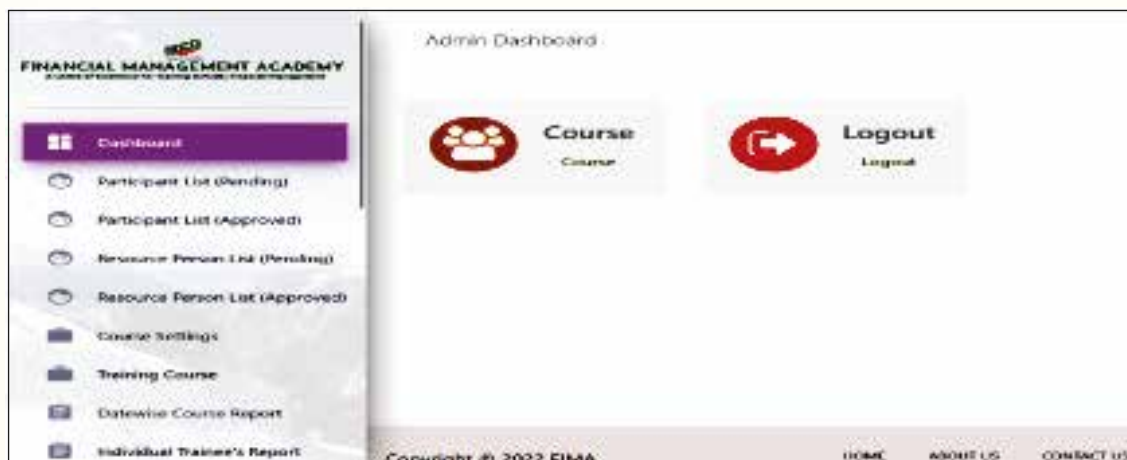 FINANCIAL MANAGEMENT ACADEMY
Dashboard
Participant List (Pending)
Participant List (Approved)
Resource Person List (Pending)
Resource Person List (Approved)
Course Settings
Training Course
Datewise Course Report
Individual Trainee's Report
Admin Dashboard
Course
Course
Logout
Logout
Copyright © 2022 FIMA
HOME ABOUT US CONTACT US